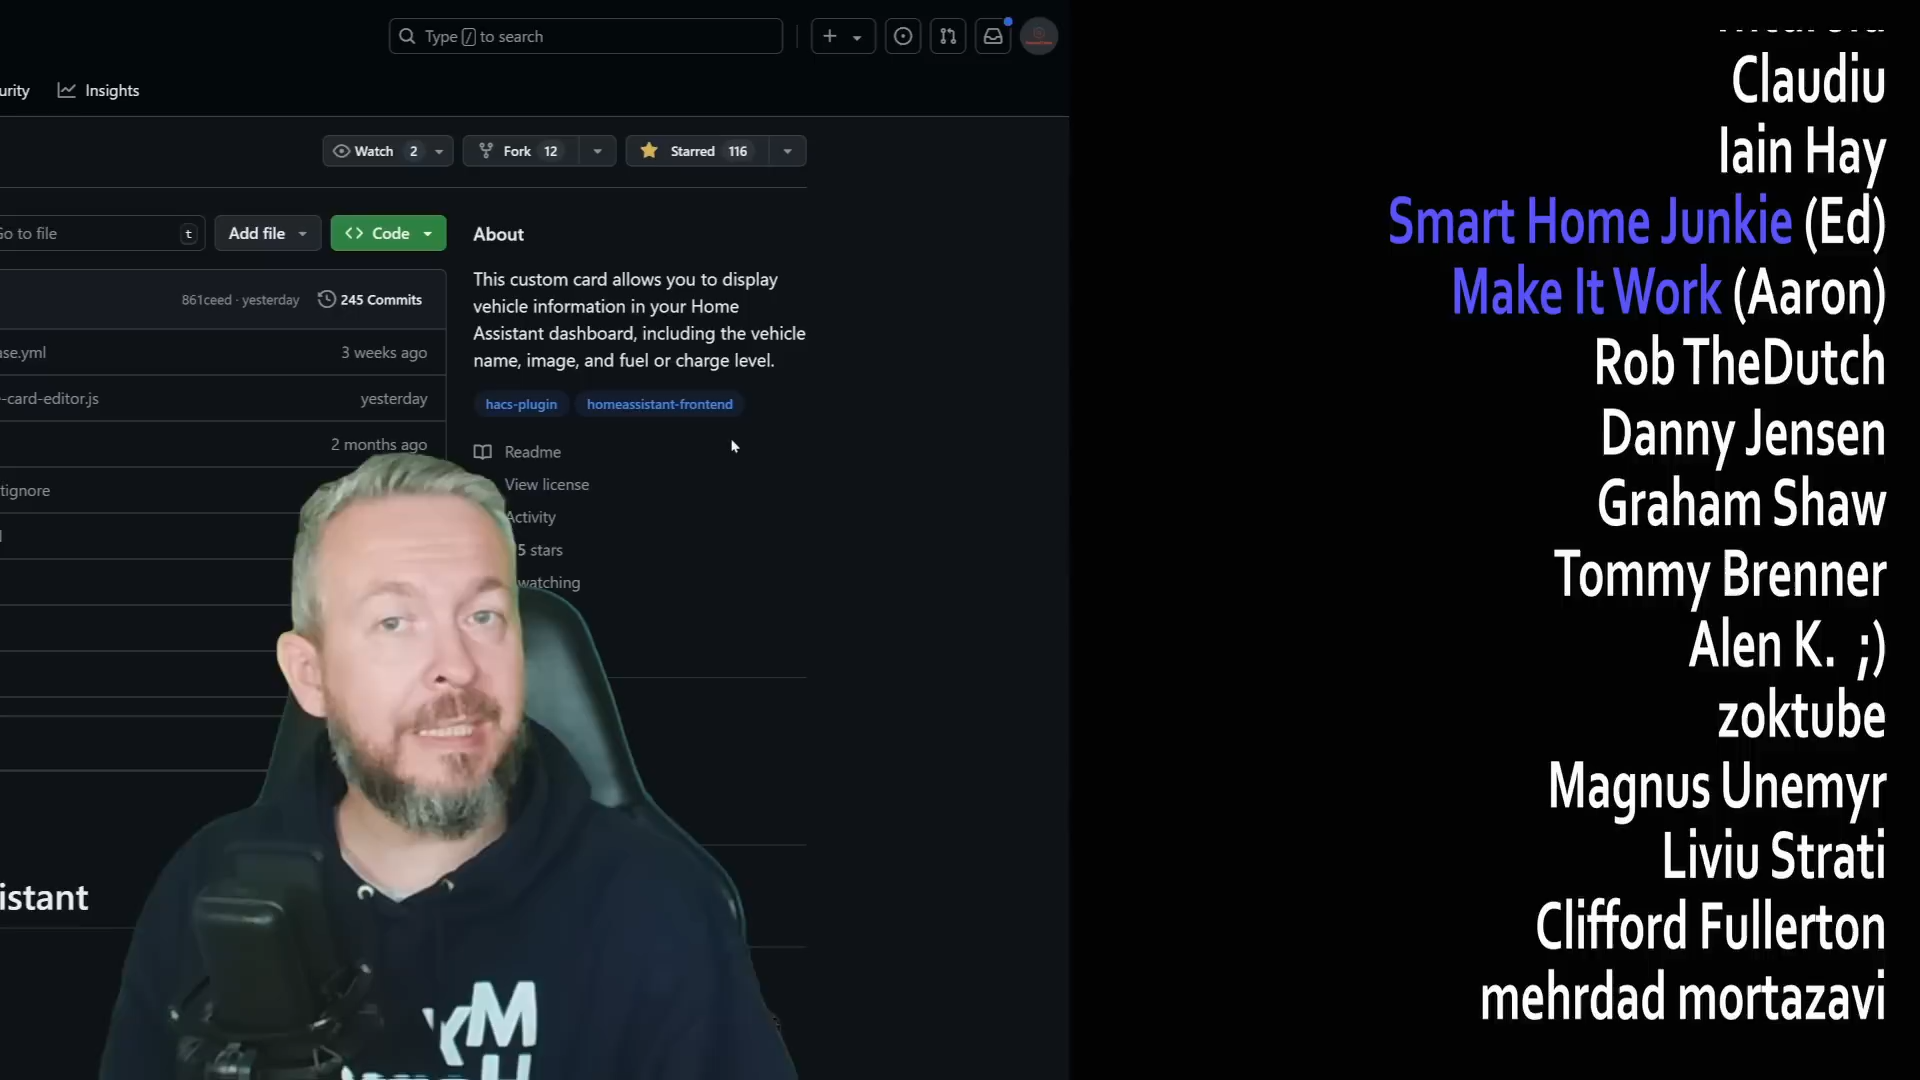 Type / to search
urity
Insights
Watch 2
Fork 12
Starred 116
Go to file
t
Add file
Code
About
This custom card allows you to display
vehicle information in your Home
Assistant dashboard, including the vehicle
name, image, and fuel or charge level.
hacs-plugin
homeassistant-frontend
861ceed · yesterday
245 Commits
ase.yml
3 weeks ago
-card-editor.js
yesterday
2 months ago
tignore
Readme
View license
Activity
5 stars
watching
istant
Claudiu
Iain Hay
Smart Home Junkie (Ed)
Make It Work (Aaron)
Rob TheDutch
Danny Jensen
Graham Shaw
Tommy Brenner
Alen K. ;)
zoktube
Magnus Unemyr
Liviu Strati
Clifford Fullerton
mehrdad mortazavi